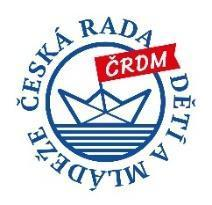 ČESKÁ RADA DĚTÍ A MLÁDEŽE
ČRDM